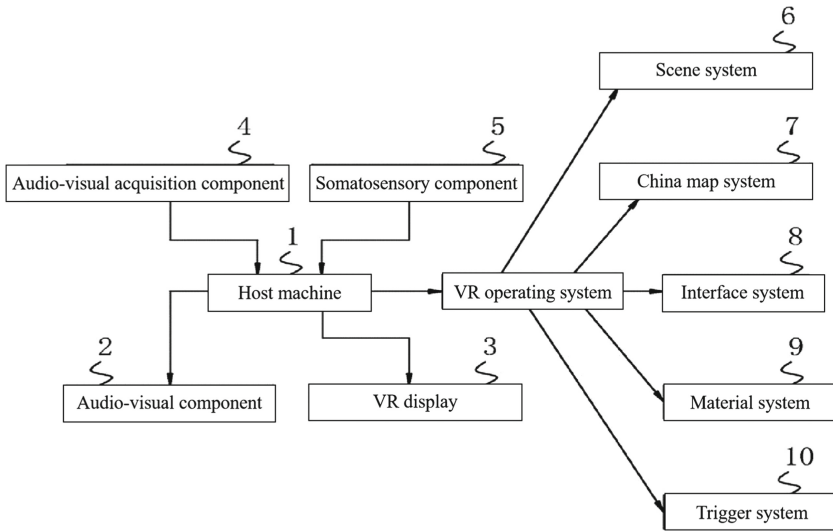 6
Scene system
4
5
7
Audio-visual acquisition component
Somatosensory component
China map system
1
8
Host machine
VR operating system
Interface system
2
3
9
Audio-visual component
VR display
Material system
10
Trigger system